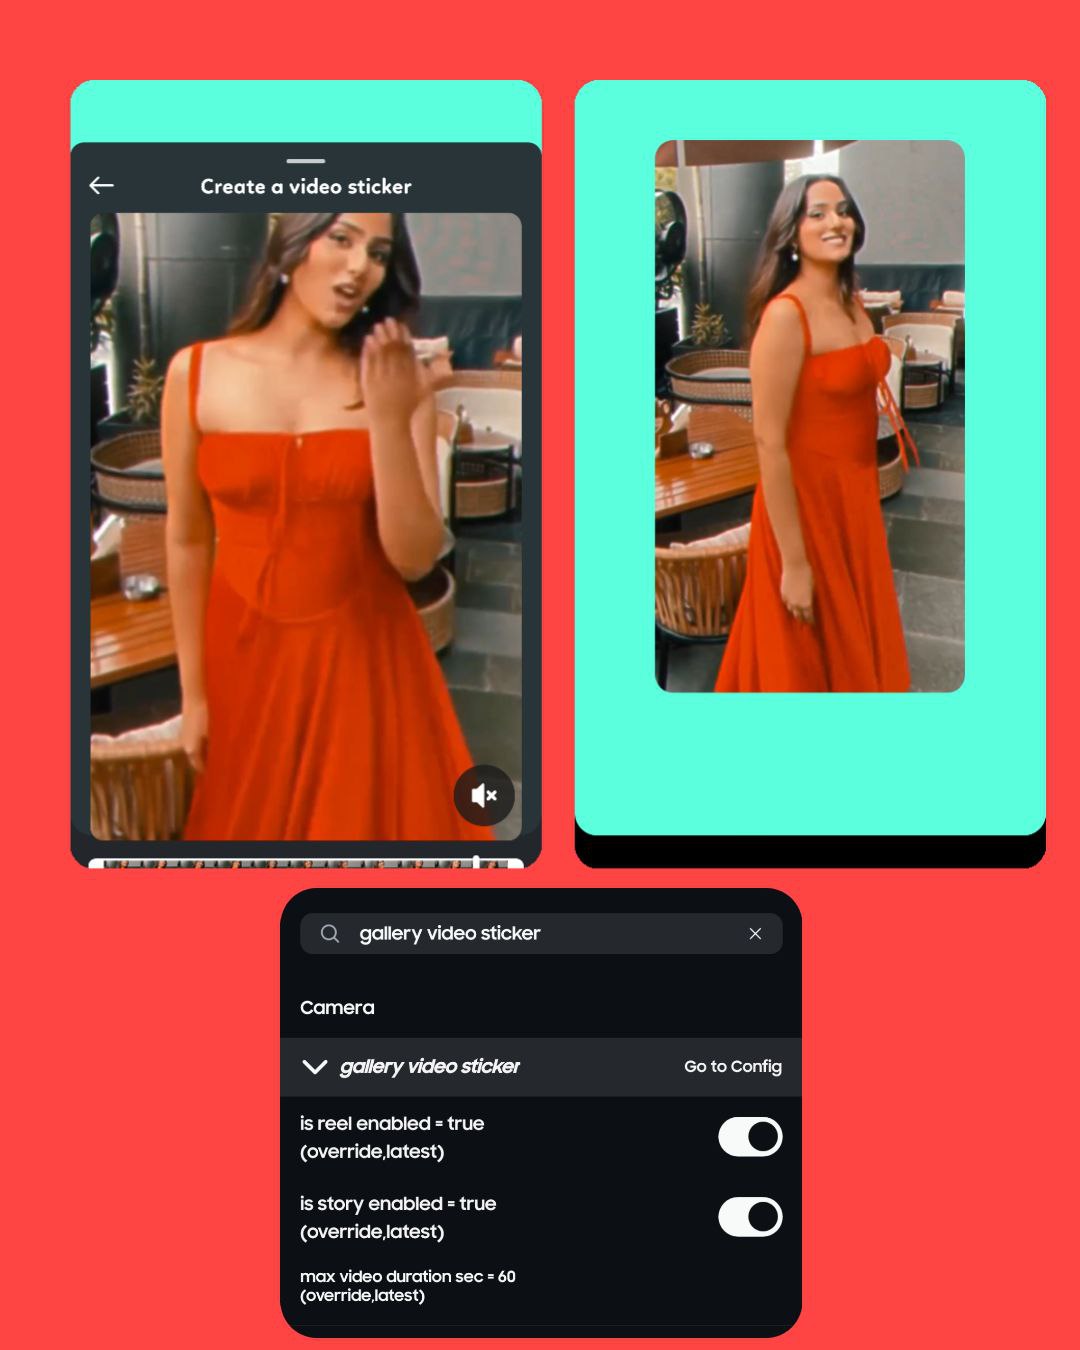 Create a video sticker
gallery video sticker
Camera
gallery video sticker
Go to Config
is reel enabled = true
(override,latest)
is story enabled = true
(override,latest)
max video duration sec = 60
(override,latest)